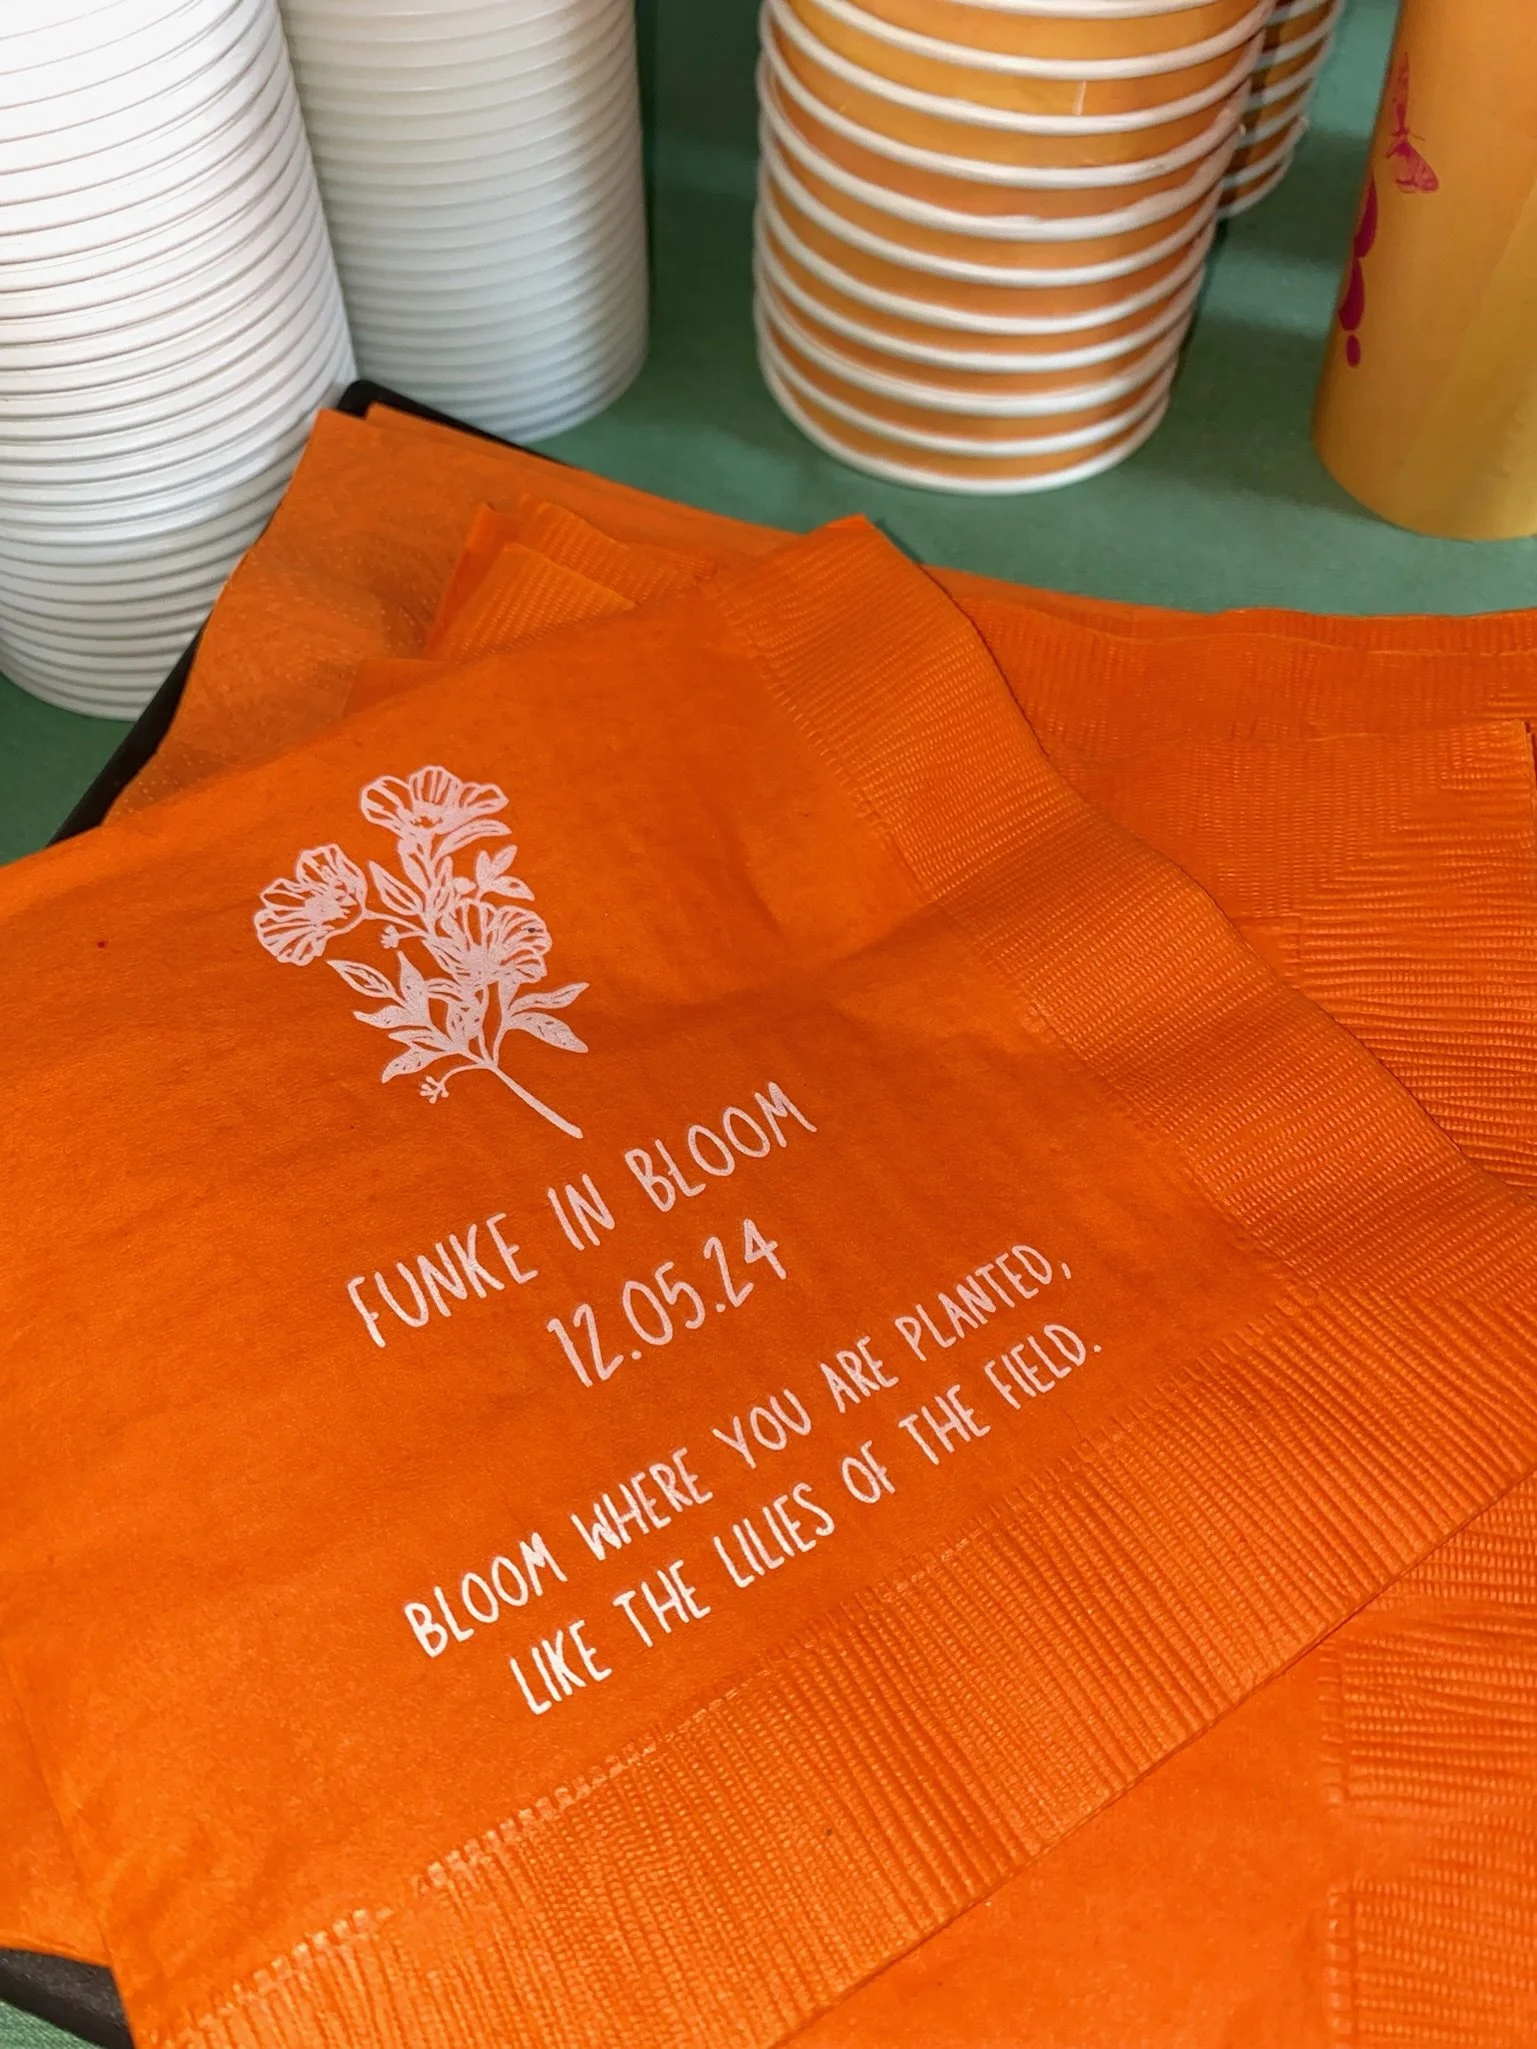 FUNKE IN BLOOM
12.05.24
BLOOM WHERE YOU ARE PLANTED,
LIKE THE LILIES OF THE FIELD.